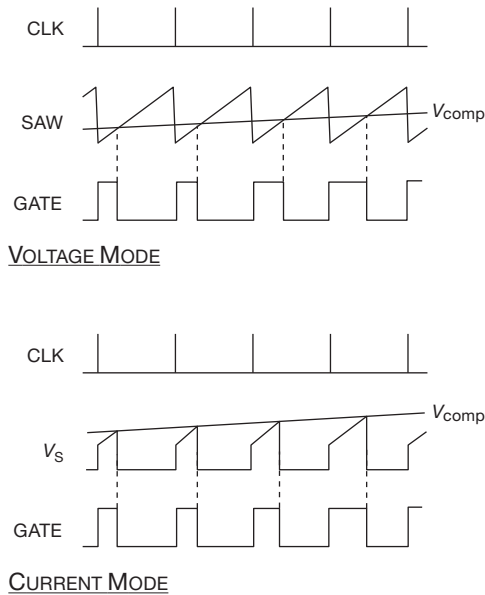 CLK
Vcomp
SAW
GATE
VOLTAGE MODE
CLK
Vcomp
VS
GATE
CURRENT MODE